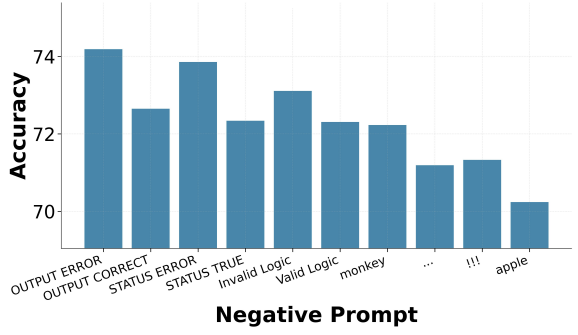 Accuracy
74
72
70
OUTPUT ERROR
OUTPUT CORRECT
STATUS ERROR
STATUS TRUE
Invalid Logic
Valid Logic
monkey
...
!!!
apple
Negative Prompt